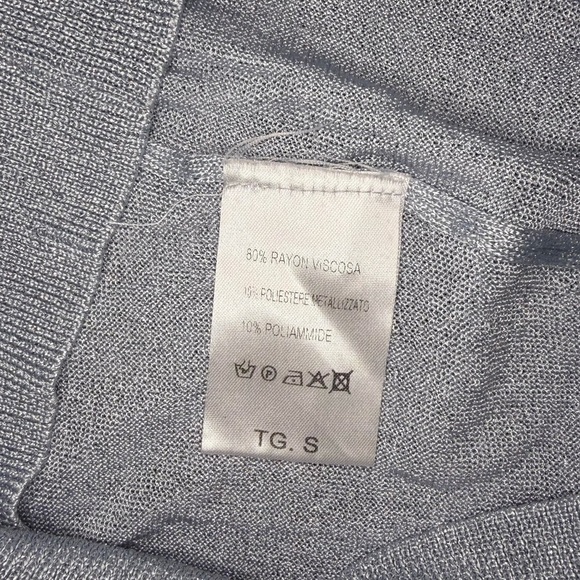 80% RAYON VISCOSA
10% POLIESTERE METALLIZZATO
10% POLIAMMIDE
TG. S